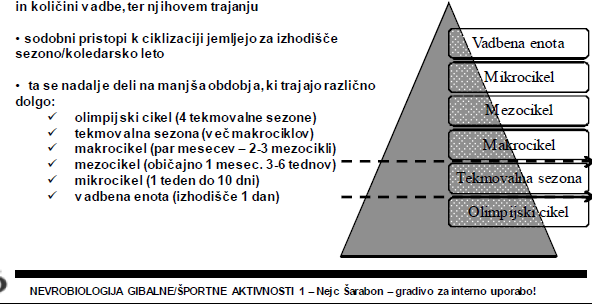 in količini vadbe, ter njihovem trajanju
• sodobni pristopi k ciklizaciji jemljejo za izhodišče
sezono/koledarsko leto
• ta se nadalje deli na manjša obdobja, ki trajajo različno
dolgo:
✓ olimpijski cikel (4 tekmovalne sezone)
✓ tekmovalna sezona (več makrociklov)
✓ makrocikel (par mesecev – 2-3 mezocikli)
✓ mezocikel (običajno 1 mesec. 3-6 tednov)
✓ mikrocikel (1 teden do 10 dni)
✓ vadbena enota (izhodišče 1 dan)
Vadbena enota
Mikrocikel
Mezocikel
Makrocikel
Tekmovalna sezona
Olimpijski cikel
NEVROBIOLOGIJA GIBALNE/ŠPORTNE AKTIVNOSTI 1 – Nejc Šarabon – gradivo za interno uporabo!